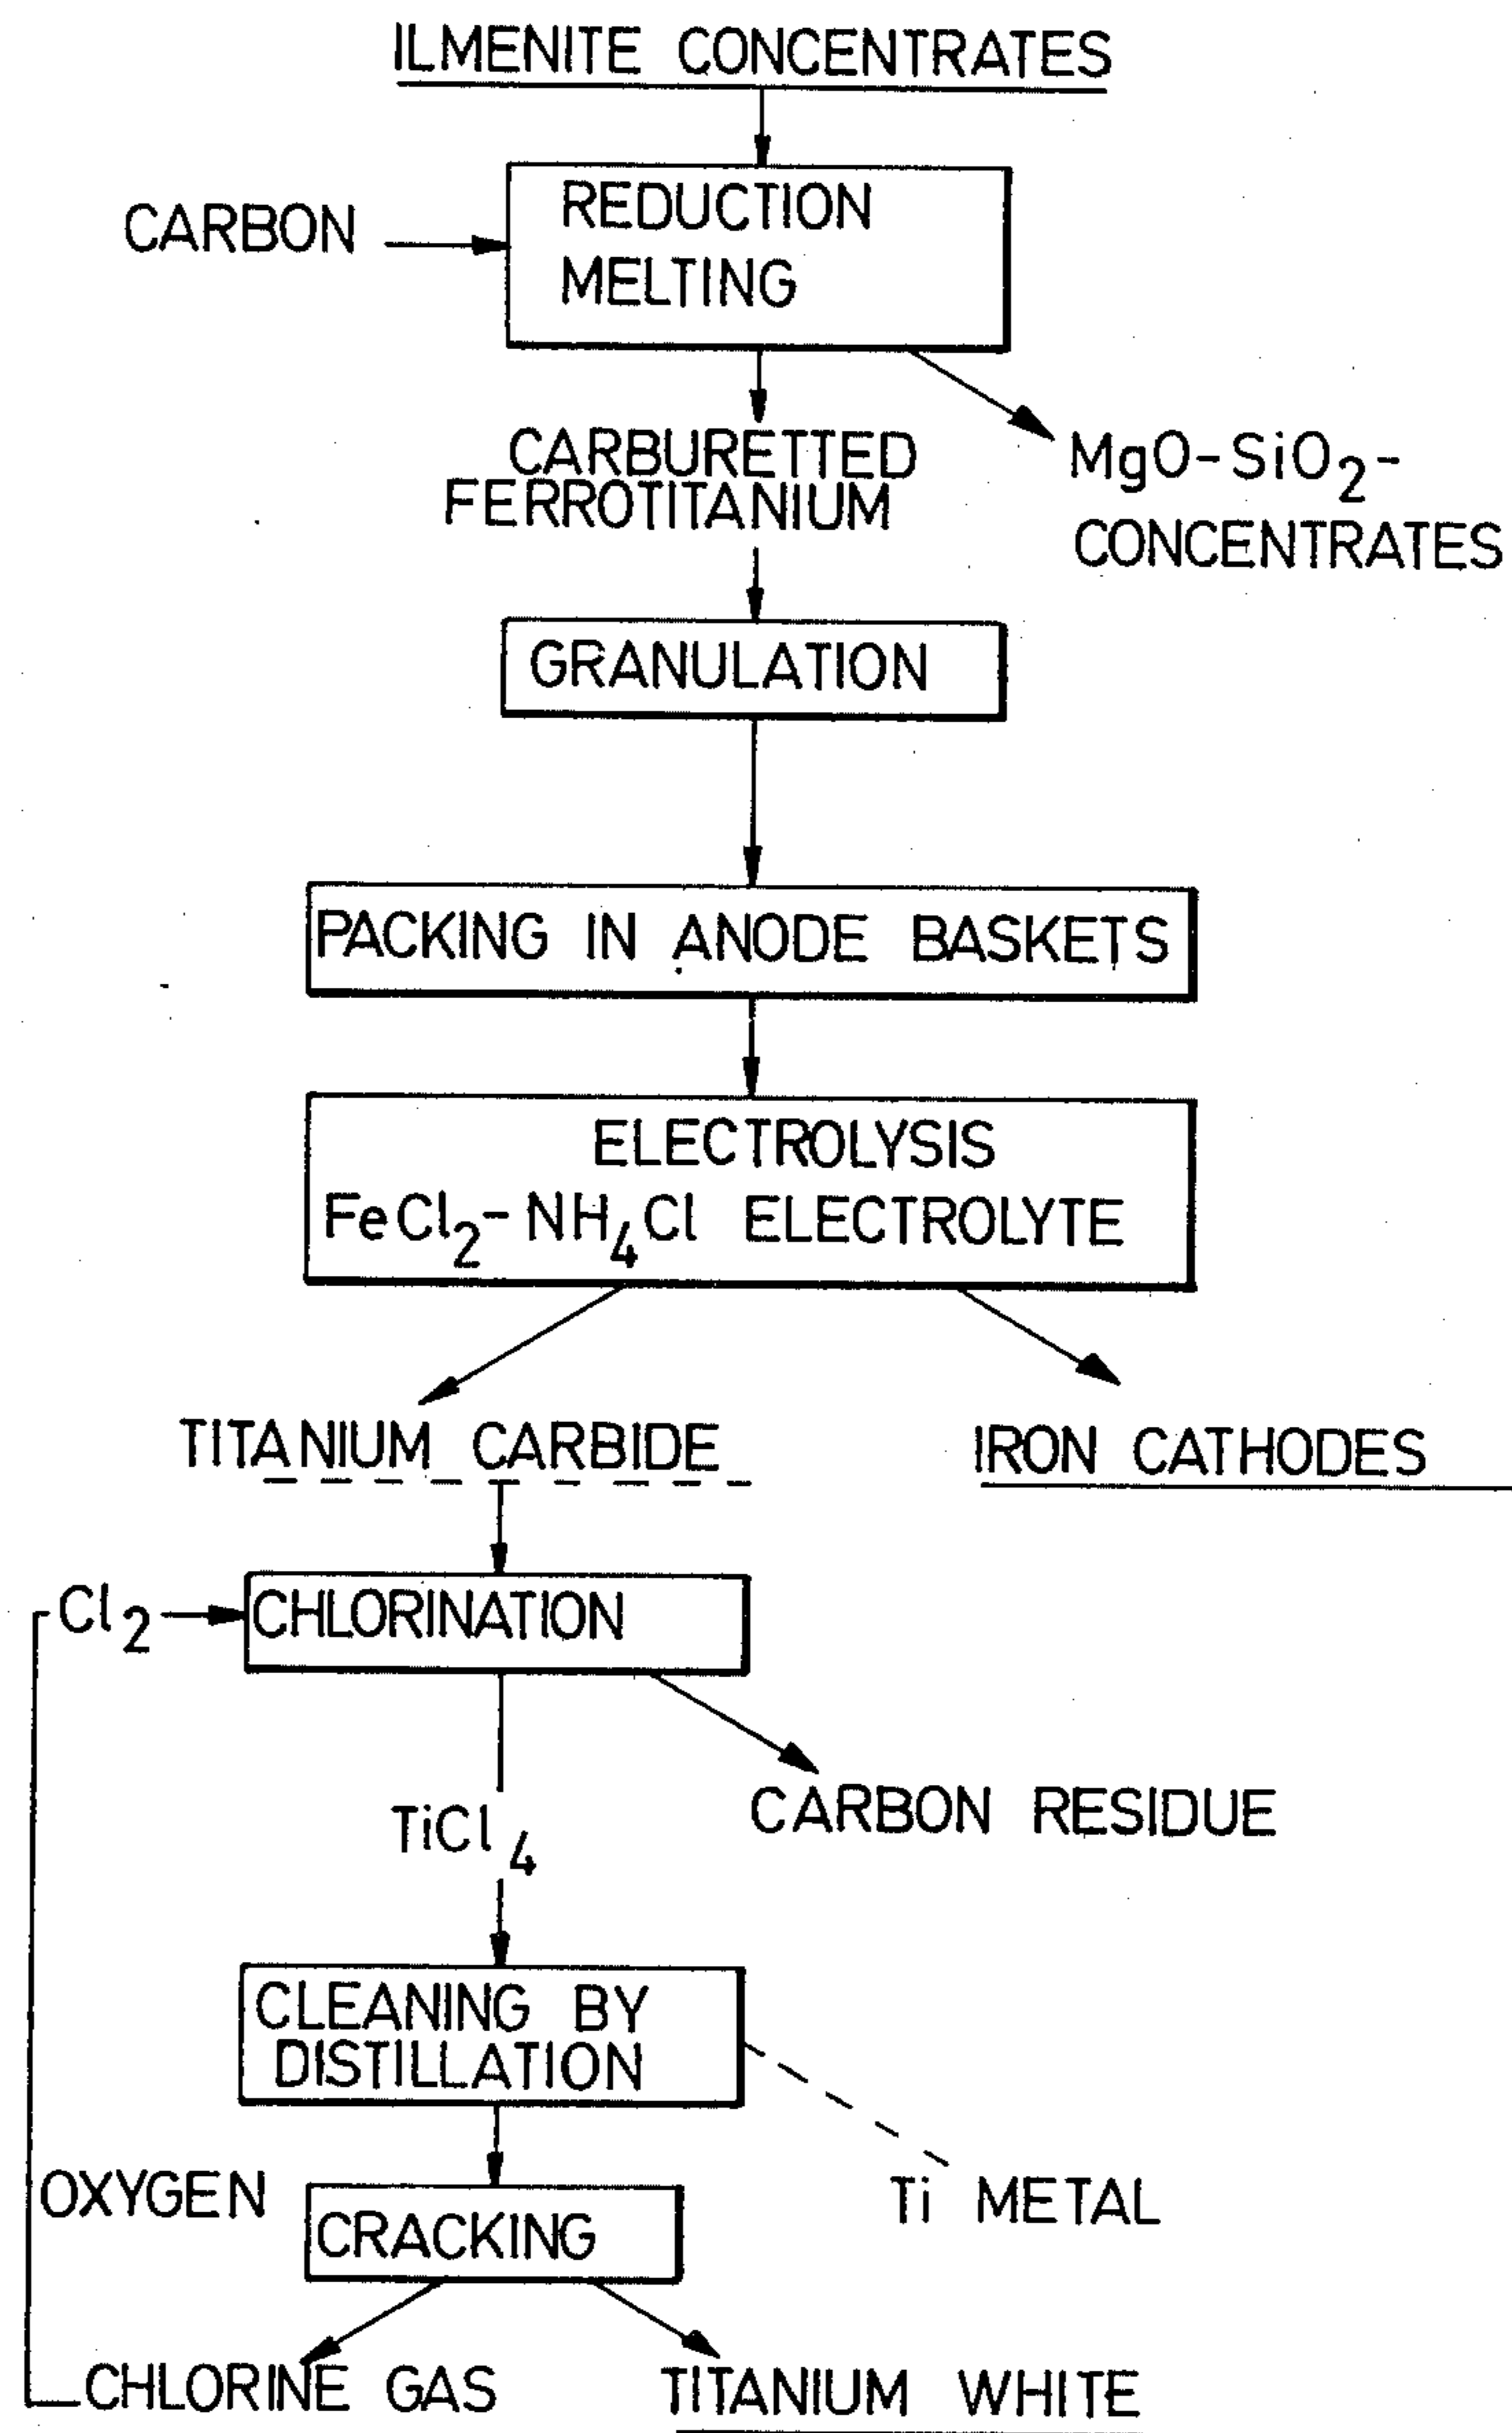 ILMENITE CONCENTRATES
CARBON
REDUCTION
MELTING
CARBURETTED
FERROTITANIUM
MgO-SiO₂-
CONCENTRATES
GRANULATION
PACKING IN ANODE BASKETS
ELECTROLYSIS
FeCl₂-NH₄Cl ELECTROLYTE
TITANIUM CARBIDE
IRON CATHODES
Cl₂
CHLORINATION
CARBON RESIDUE
TiCl₄
CLEANING BY
DISTILLATION
Ti METAL
OXYGEN
CRACKING
CHLORINE GAS
TITANIUM WHITE